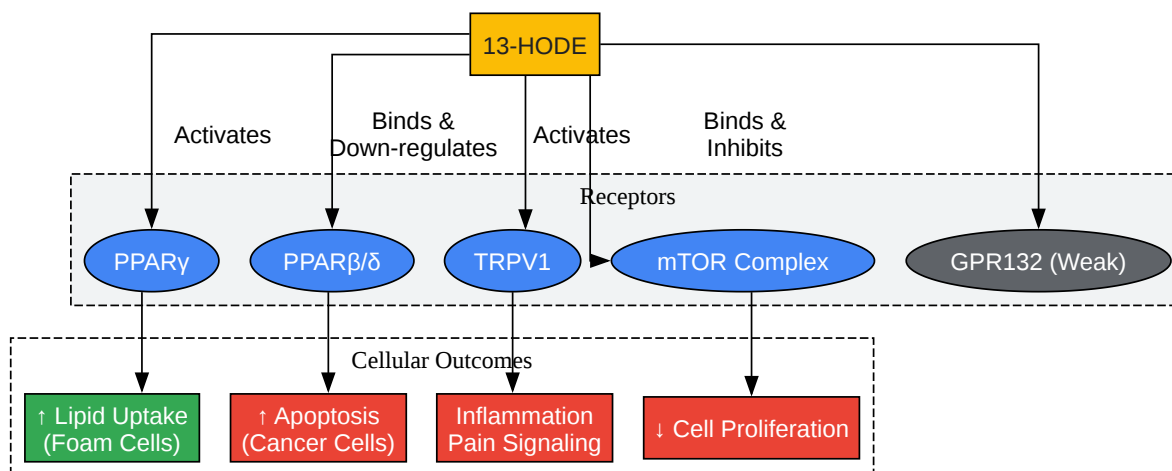 13-HODE
Activates
Binds &
Down-regulates
Activates
Binds &
Inhibits
Receptors
PPARγ
PPARβ/δ
TRPV1
mTOR Complex
GPR132 (Weak)
Cellular Outcomes
↑ Lipid Uptake
(Foam Cells)
↑ Apoptosis
(Cancer Cells)
Inflammation
Pain Signaling
↓ Cell Proliferation